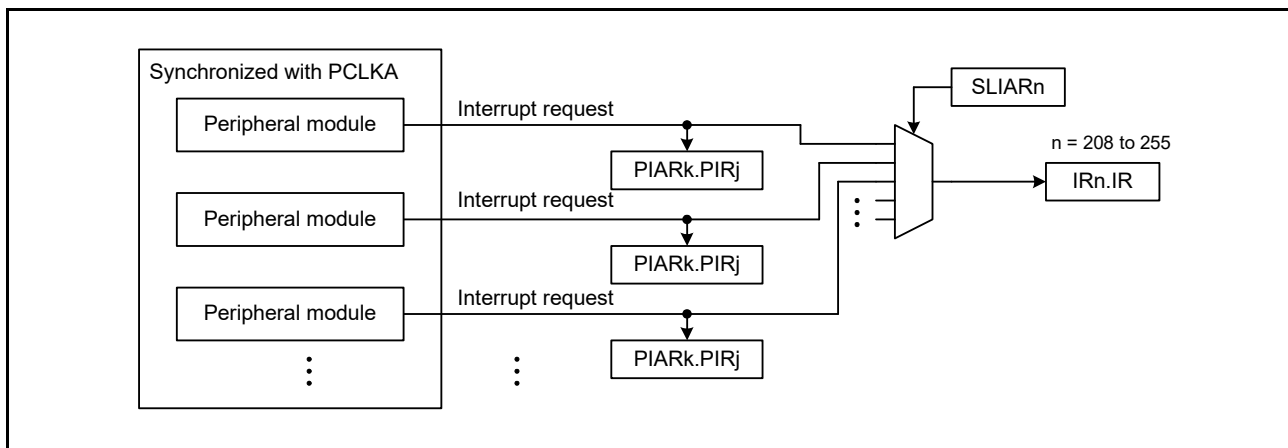 Synchronized with PCLKA
SLIARn
Peripheral module
Interrupt request
n = 208 to 255
PIARk.PIRj
IRn.IR
Peripheral module
Interrupt request
PIARk.PIRj
Peripheral module
Interrupt request
PIARk.PIRj